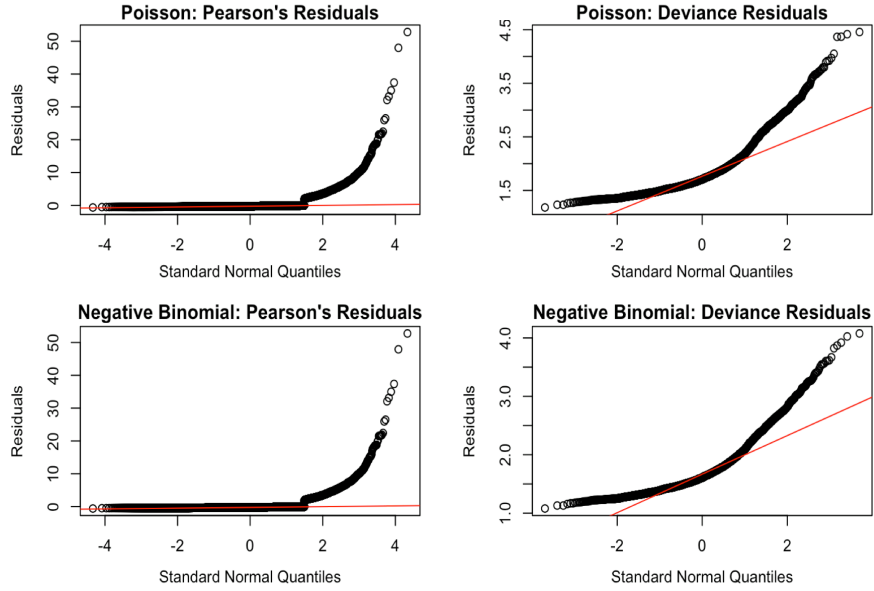 Poisson: Pearson's Residuals
Residuals
0 10 20 30 40 50
-4 -2 0 2 4
Standard Normal Quantiles
Poisson: Deviance Residuals
Residuals
1.5 2.5 3.5 4.5
-2 0 2
Standard Normal Quantiles
Negative Binomial: Pearson's Residuals
Residuals
0 10 20 30 40 50
-4 -2 0 2 4
Standard Normal Quantiles
Negative Binomial: Deviance Residuals
Residuals
1.0 2.0 3.0 4.0
-2 0 2
Standard Normal Quantiles